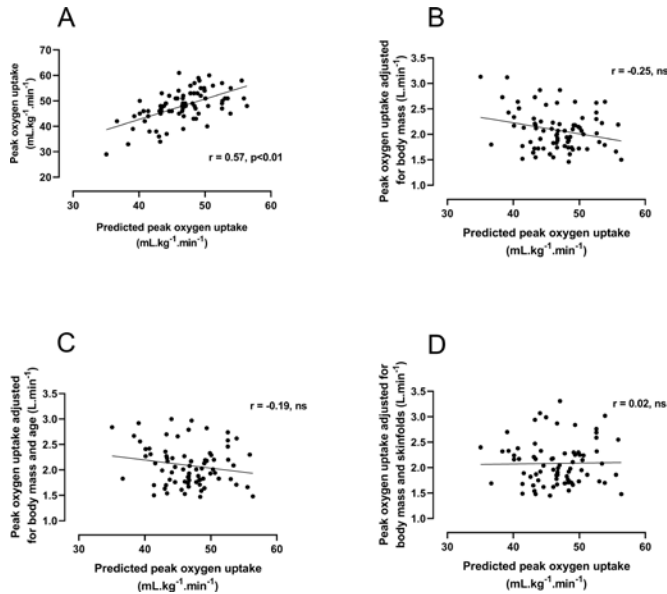 A
Peak oxygen uptake
(mL.kg-1.min-1)
70
60
50
40
30
20
r = 0.57, p<0.01
30
40
50
60
Predicted peak oxygen uptake
(mL.kg-1.min-1)
B
Peak oxygen uptake adjusted
for body mass (L.min-1)
3.5
3.0
2.5
2.0
1.5
1.0
r = -0.25, ns
30
40
50
60
Predicted peak oxygen uptake
(mL.kg-1.min-1)
C
Peak oxygen uptake adjusted
for body mass and age (L.min-1)
3.5
3.0
2.5
2.0
1.5
1.0
r = -0.19, ns
30
40
50
60
Predicted peak oxygen uptake
(mL.kg-1.min-1)
D
Peak oxygen uptake adjusted for
body mass and skinfolds (L.min-1)
3.5
3.0
2.5
2.0
1.5
1.0
r = 0.02, ns
30
40
50
60
Predicted peak oxygen uptake
(mL.kg-1.min-1)